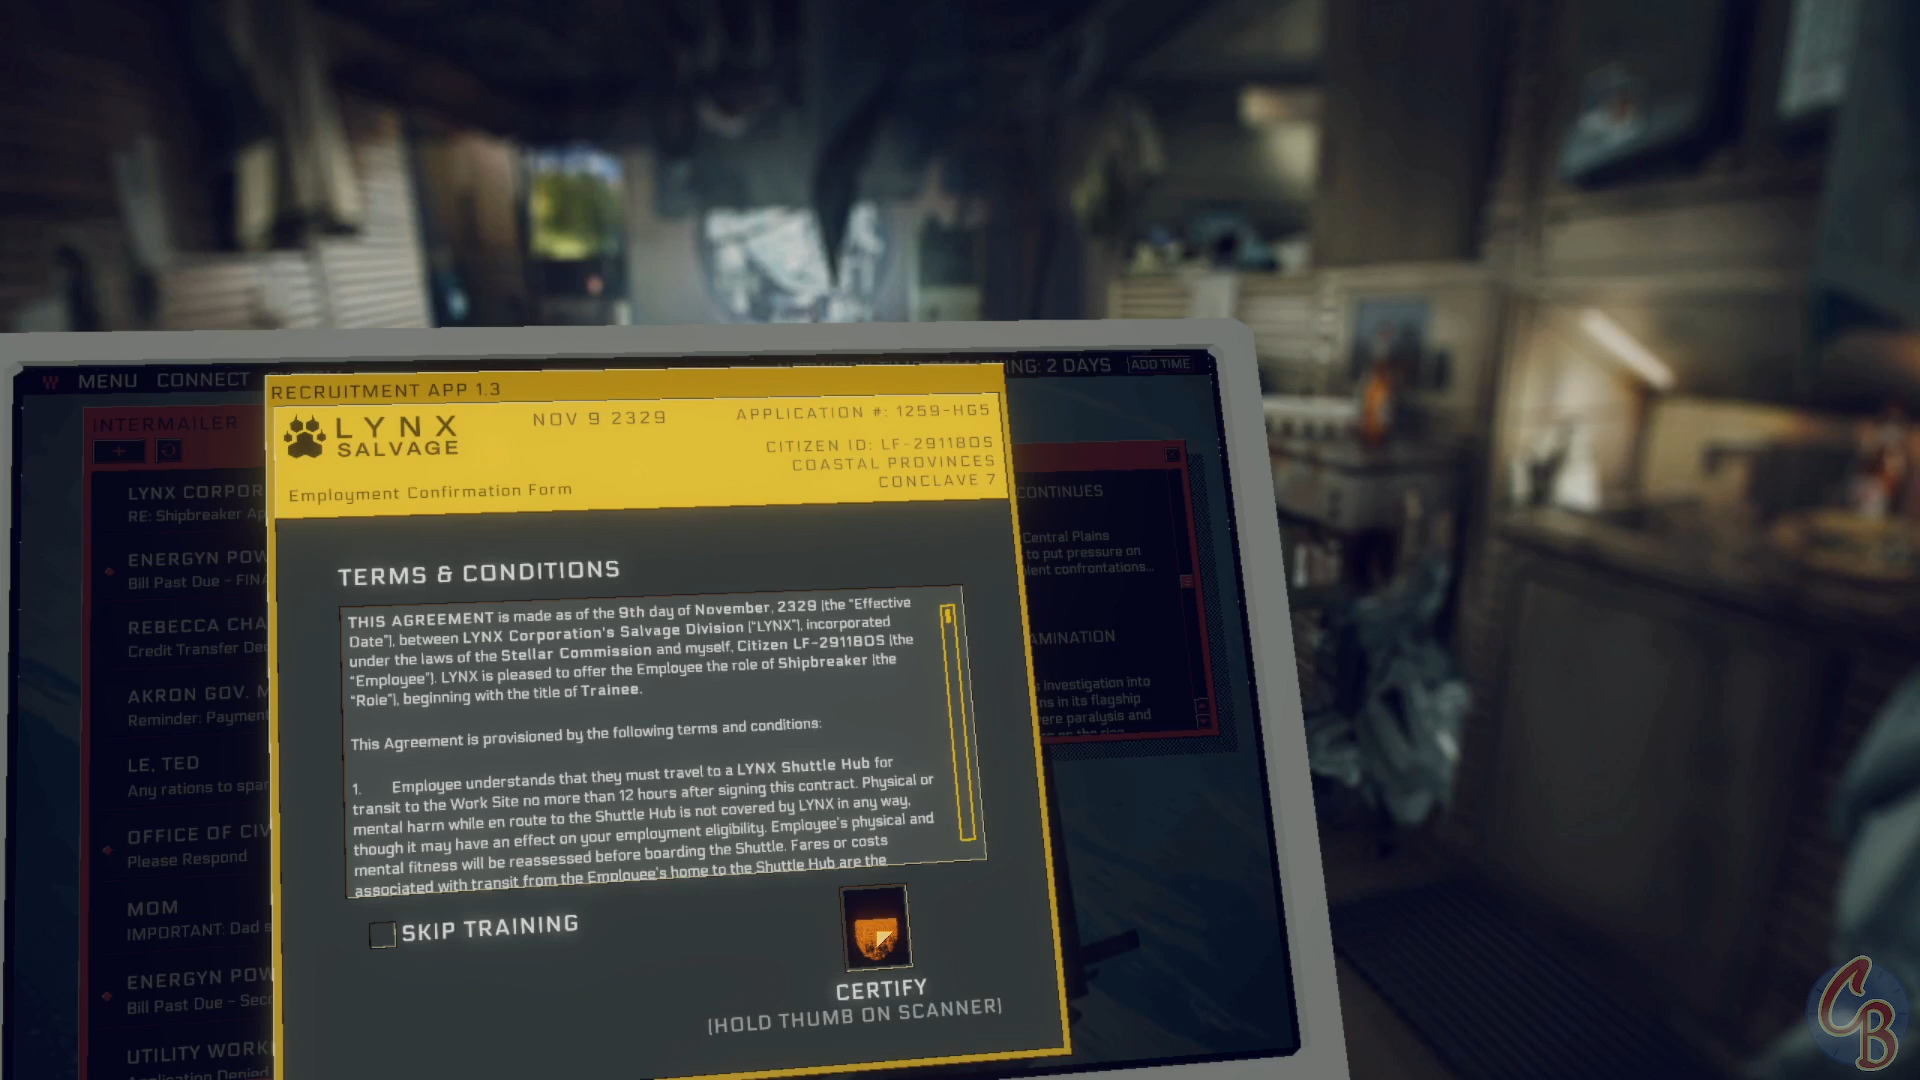 MENU CONNECT
2 DAYS
ADD TIME
INTERMAILER
LYNX CORPOR
RE: Shipbreaker Ap
ENERGYN POW
Bill Past Due - FINA
REBECCA CHA
Credit Transfer De
AKRON GOV. M
Reminder: Payment
LE, TED
Any rations to spar
OFFICE OF CIV
Please Respond
MOM
IMPORTANT: Dad s
ENERGYN POW
Bill Past Due - Seco
UTILITY WORK
Application Denied
RECRUITMENT APP 1.3
LYNX
SALVAGE
NOV 9 2329
APPLICATION #: 1259-HG5
CITIZEN ID: LF-29118OS
COASTAL PROVINCES
CONCLAVE 7
Employment Confirmation Form
TERMS & CONDITIONS
THIS AGREEMENT is made as of the 9th day of November, 2329 (the "Effective
Date"), between LYNX Corporation's Salvage Division ("LYNX"), incorporated
under the laws of the Stellar Commission and myself, Citizen LF-29118OS (the
"Employee"). LYNX is pleased to offer the Employee the role of Shipbreaker (the
"Role"), beginning with the title of Trainee.
This Agreement is provisioned by the following terms and conditions:
1. Employee understands that they must travel to a LYNX Shuttle Hub for
transit to the Work Site no more than 12 hours after signing this contract. Physical or
mental harm while en route to the Shuttle Hub is not covered by LYNX in any way,
though it may have an effect on your employment eligibility. Employee's physical and
mental fitness will be reassessed before boarding the Shuttle. Fares or costs
associated with transit from the Employee's home to the Shuttle Hub are the
SKIP TRAINING
CERTIFY
(HOLD THUMB ON SCANNER)
CONTINUES
Central Plains
to put pressure on
lent confrontations...
AMINATION
s investigation into
ns in its flagship
ere paralysis and
CB